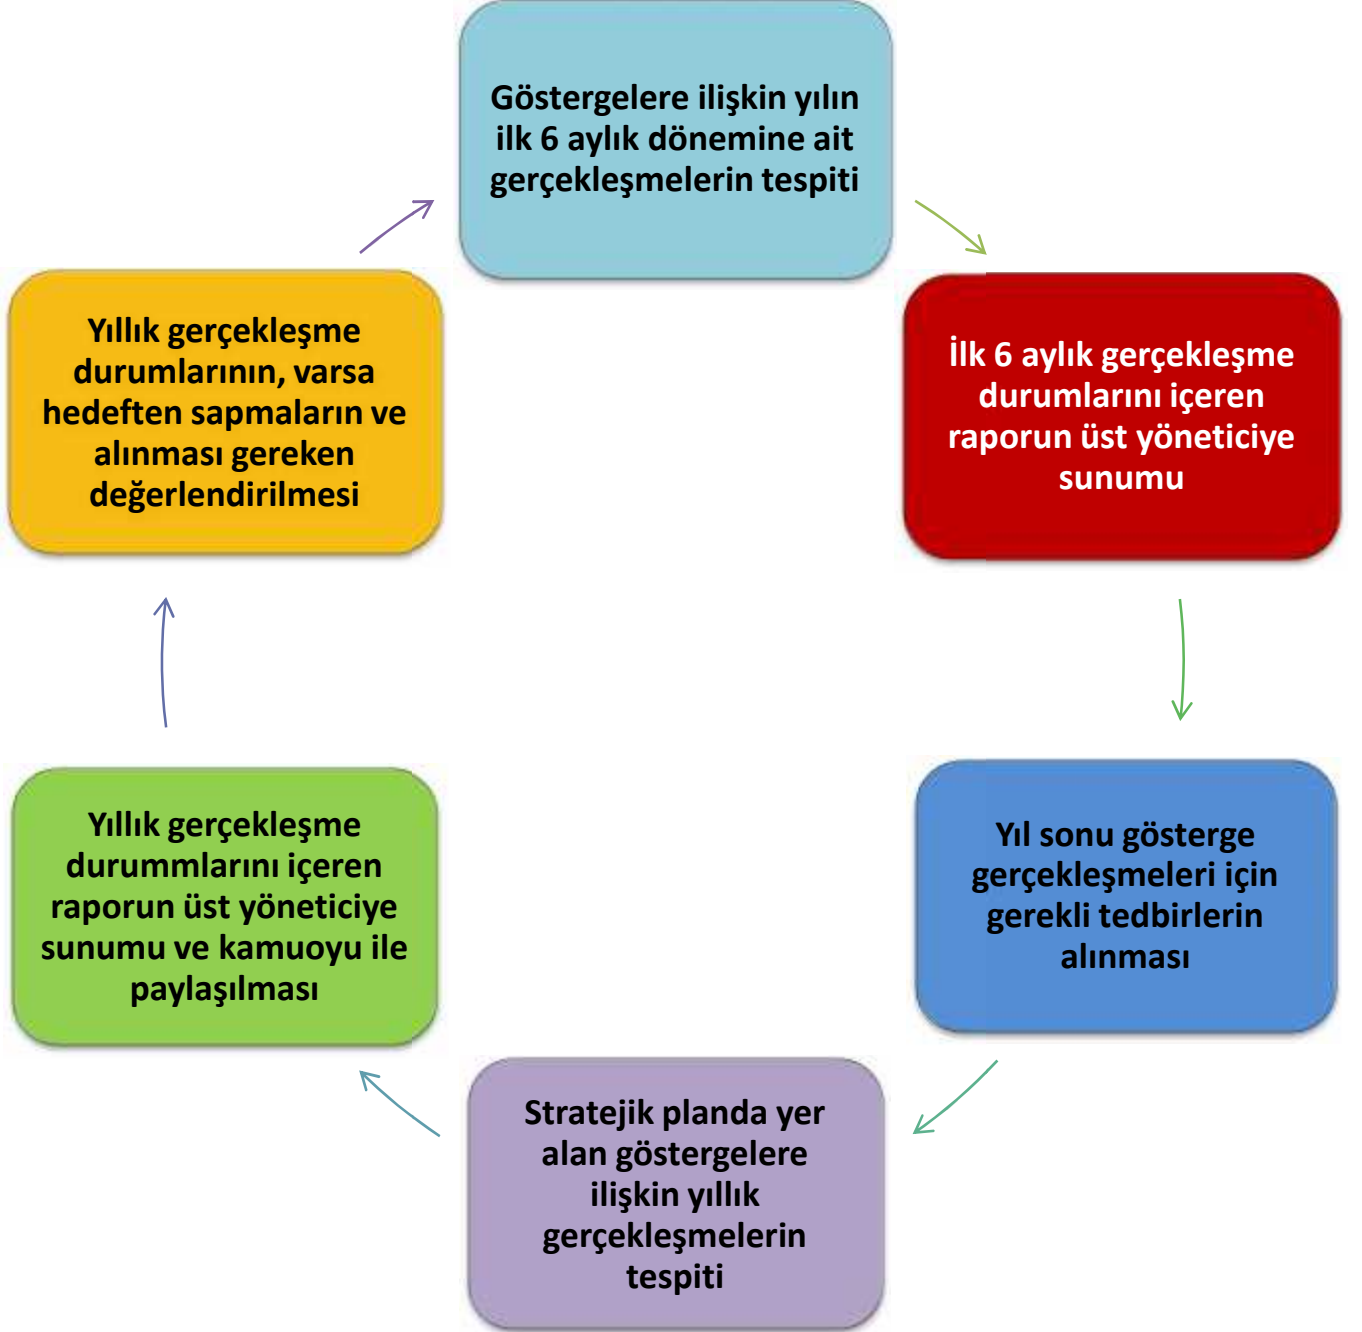 Göstergelere ilişkin yılın
ilk 6 aylık dönemine ait
gerçekleşmelerin tespiti
İlk 6 aylık gerçekleşme
durumlarını içeren
raporun üst yöneticiye
sunumu
Yıl sonu gösterge
gerçekleşmeleri için
gerekli tedbirlerin
alınması
Stratejik planda yer
alan göstergelere
ilişkin yıllık
gerçekleşmelerin
tespiti
Yıllık gerçekleşme
durummlarını içeren
raporun üst yöneticiye
sunumu ve kamuoyu ile
paylaşılması
Yıllık gerçekleşme
durumlarının, varsa
hedeften sapmaların ve
alınması gereken
değerlendirilmesi